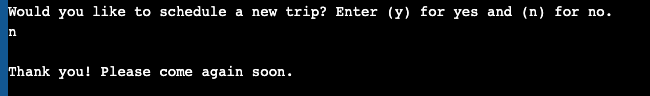 Would you like to schedule a new trip? Enter (y) for yes and (n) for no.
n
Thank you! Please come again soon.